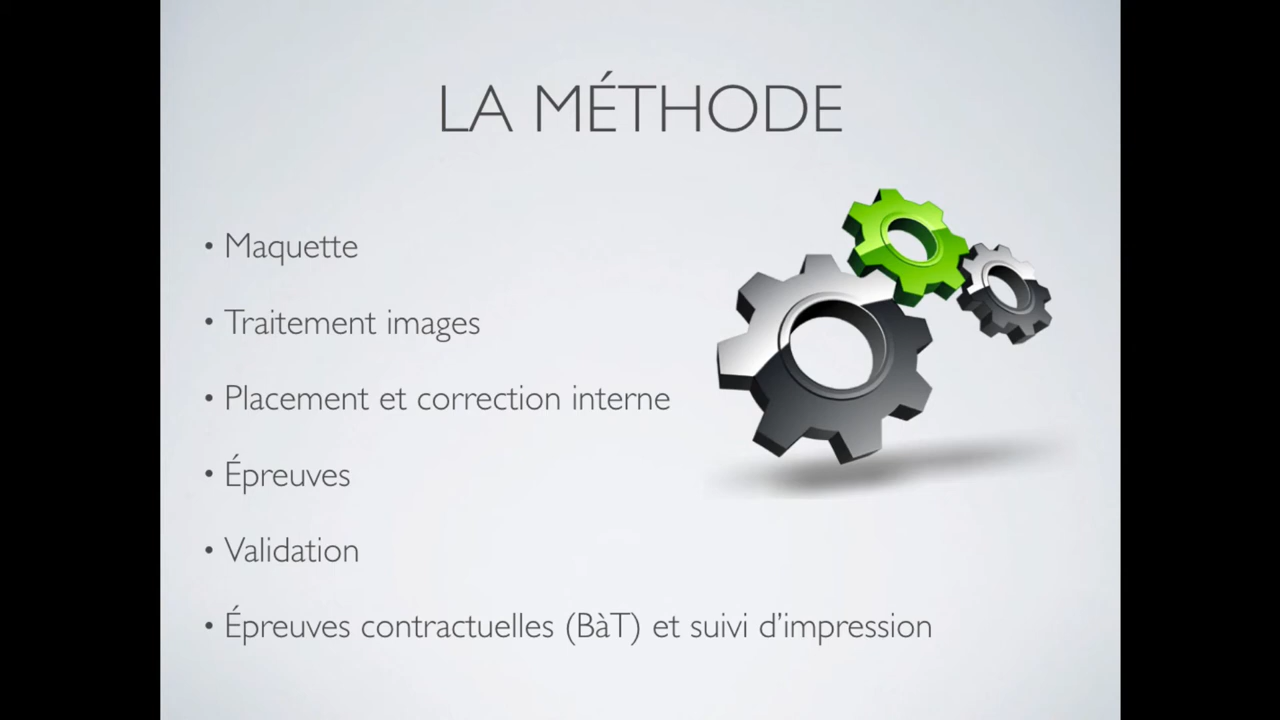 LA MÉTHODE
• Maquette
• Traitement images
• Placement et correction interne
• Épreuves
• Validation
• Épreuves contractuelles (BàT) et suivi d’impression